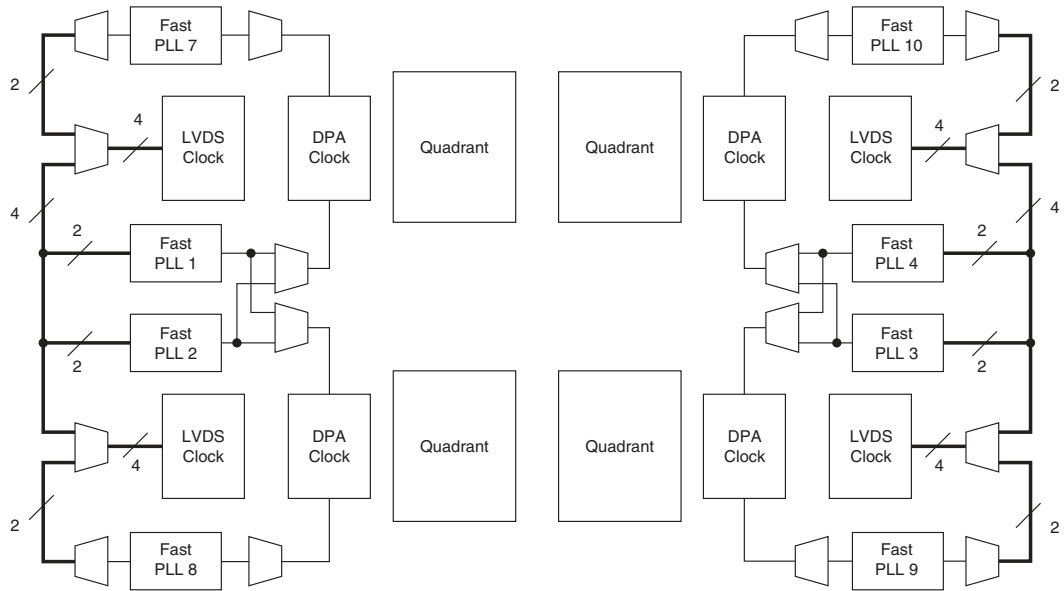 Fast
PLL 7
Fast
PLL 10
2
2
4
LVDS
Clock
DPA
Clock
Quadrant
Quadrant
DPA
Clock
LVDS
Clock
4
4
4
2
Fast
PLL 1
Fast
PLL 4
2
2
Fast
PLL 2
Fast
PLL 3
2
LVDS
Clock
DPA
Clock
Quadrant
Quadrant
DPA
Clock
LVDS
Clock
4
4
2
2
Fast
PLL 8
Fast
PLL 9